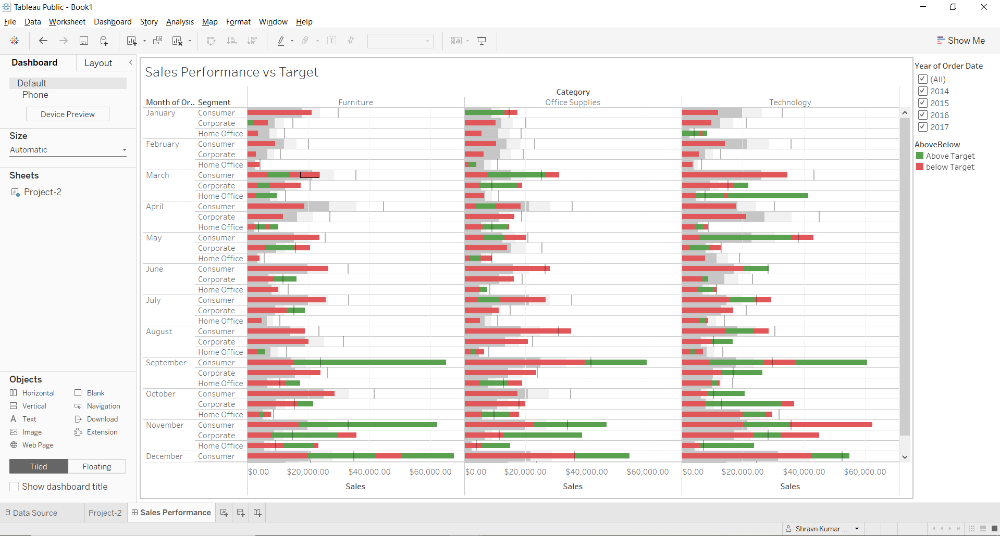 Tableau Public - Book1
File Data Worksheet Dashboard Story Analysis Map Format Window Help
Show Me
Dashboard Layout
Default
Phone
Device Preview
Size
Automatic
Sheets
Project-2
Objects
Horizontal Blank
Vertical Navigation
A Text Download
Image Extension
Web Page
Tiled Floating
Show dashboard title
Sales Performance vs Target
Category
Month of Or.. Segment Furniture Office Supplies Technology
January Consumer
Corporate
Home Office
February Consumer
Corporate
Home Office
March Consumer
Corporate
Home Office
April Consumer
Corporate
Home Office
May Consumer
Corporate
Home Office
June Consumer
Corporate
Home Office
July Consumer
Corporate
Home Office
August Consumer
Corporate
Home Office
September Consumer
Corporate
Home Office
October Consumer
Corporate
Home Office
November Consumer
Corporate
Home Office
December Consumer
$0.00 $20,000.00 $40,000.00 $60,000.00 $0.00 $20,000.00 $40,000.00 $60,000.00 $0.00 $20,000.00 $40,000.00 $60,000.00
Sales Sales Sales
Year of Order Date
(All)
2014
2015
2016
2017
AboveBelow
Above Target
below Target
Data Source Project-2 Sales Performance
Shravn Kumar ...